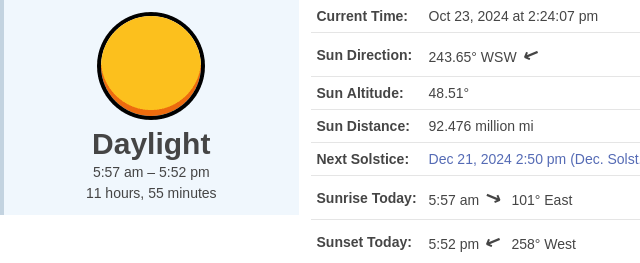 Daylight
5:57 am – 5:52 pm
11 hours, 55 minutes
Current Time: Oct 23, 2024 at 2:24:07 pm
Sun Direction: 243.65° WSW
Sun Altitude: 48.51°
Sun Distance: 92.476 million mi
Next Solstice: Dec 21, 2024 2:50 pm (Dec. Solst
Sunrise Today: 5:57 am 101° East
Sunset Today: 5:52 pm 258° West